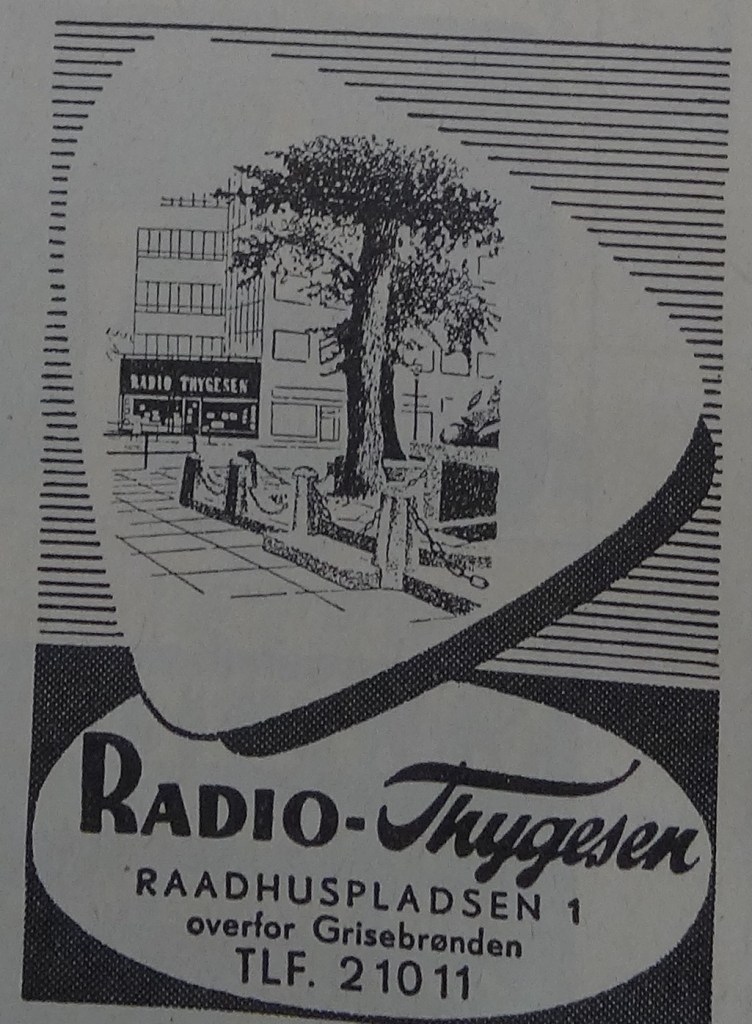 RADIO THYGESEN
RADIO-Thygesen
RAADHUSPLADSEN 1
overfor Grisebrønden
TLF. 21011